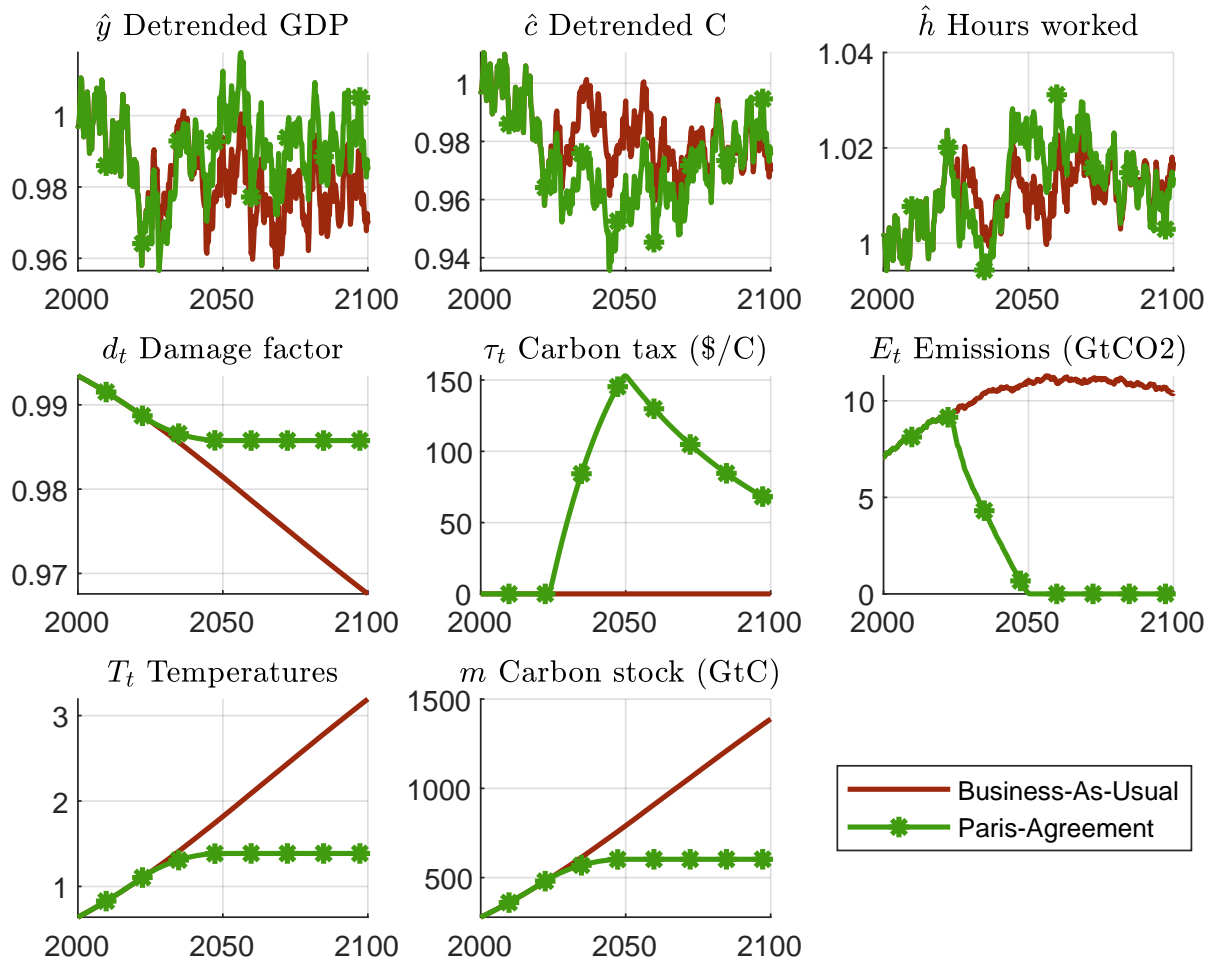 ŷ Detrended GDP
1
0.98
0.96
2000 2050 2100
ĉ Detrended C
1
0.98
0.96
0.94
2000 2050 2100
ĥ Hours worked
1.04
1.02
1
2000 2050 2100
d_t Damage factor
0.99
0.98
0.97
2000 2050 2100
τ_t Carbon tax ($/C)
150
100
50
0
2000 2050 2100
E_t Emissions (GtCO2)
10
5
0
2000 2050 2100
T_t Temperatures
3
2
1
2000 2050 2100
m Carbon stock (GtC)
1500
1000
500
2000 2050 2100
Business-As-Usual
Paris-Agreement